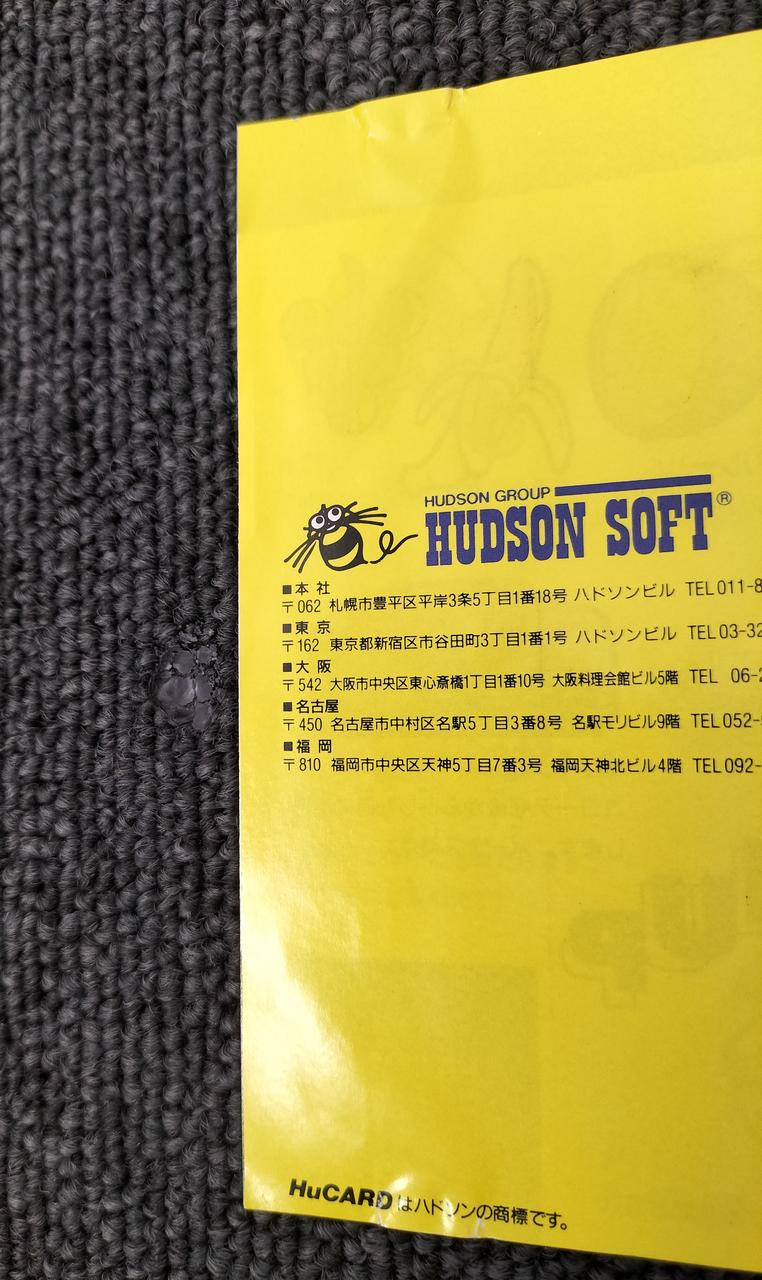 HUDSON GROUP
HUDSON SOFT®
■本 社
〒062 札幌市豊平区平岸3条5丁目1番18号 ハドソンビル TEL011-8
■東 京
〒162 東京都新宿区市谷田町3丁目1番1号 ハドソンビル TEL03-32
■大 阪
〒542 大阪市中央区東心斎橋1丁目1番10号 大阪料理会館ビル5階 TEL 06-2
■名古屋
〒450 名古屋市中村区名駅5丁目3番8号 名駅モリビル9階 TEL052-
■福 岡
〒810 福岡市中央区天神5丁目7番3号 福岡天神北ビル4階 TEL092-
HuCARDはハドソンの商標です。